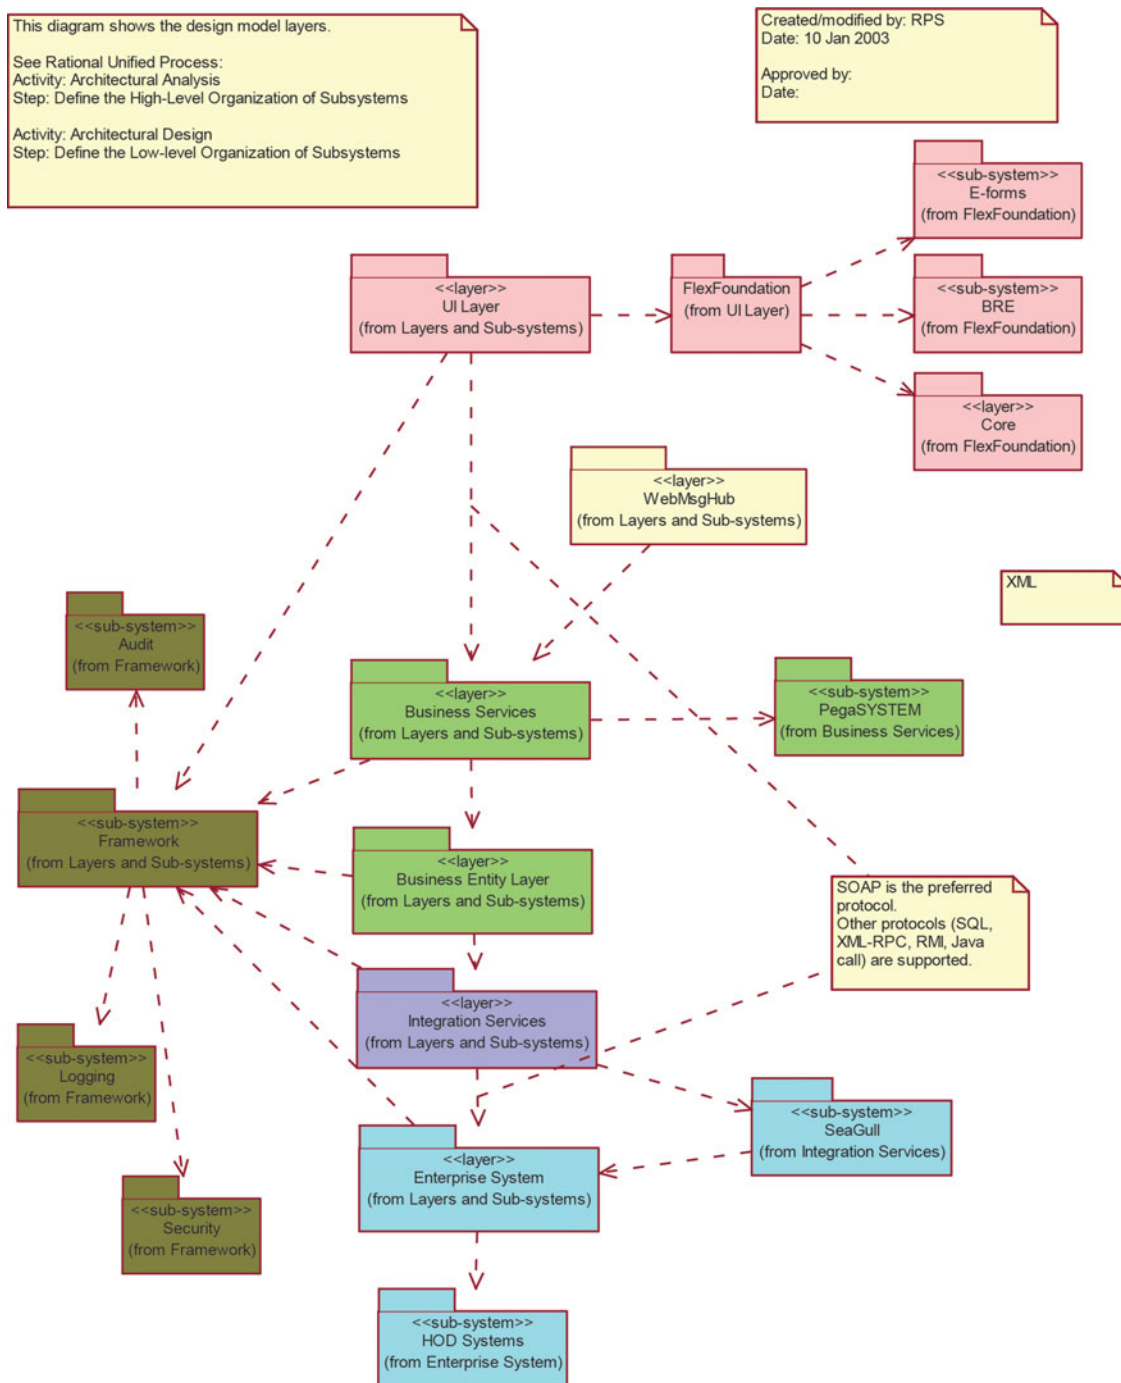 This diagram shows the design model layers.
See Rational Unified Process:
Activity: Architectural Analysis
Step: Define the High-Level Organization of Subsystems
Activity: Architectural Design
Step: Define the Low-level Organization of Subsystems
Created/modified by: RPS
Date: 10 Jan 2003
Approved by:
Date:
<<sub-system>>
E-forms
(from FlexFoundation)
<<layer>>
UI Layer
(from Layers and Sub-systems)
FlexFoundation
(from UI Layer)
<<sub-system>>
BRE
(from FlexFoundation)
<<layer>>
Core
(from FlexFoundation)
<<layer>>
WebMsgHub
(from Layers and Sub-systems)
XML
<<sub-system>>
Audit
(from Framework)
<<layer>>
Business Services
(from Layers and Sub-systems)
<<sub-system>>
PegaSYSTEM
(from Business Services)
<<sub-system>>
Framework
(from Layers and Sub-systems)
<<layer>>
Business Entity Layer
(from Layers and Sub-systems)
SOAP is the preferred
protocol.
Other protocols (SQL,
XML-RPC, RMI, Java
call) are supported.
<<layer>>
Integration Services
(from Layers and Sub-systems)
<<sub-system>>
Logging
(from Framework)
<<sub-system>>
SeaGull
(from Integration Services)
<<layer>>
Enterprise System
(from Layers and Sub-systems)
<<sub-system>>
Security
(from Framework)
<<sub-system>>
HOD Systems
(from Enterprise System)